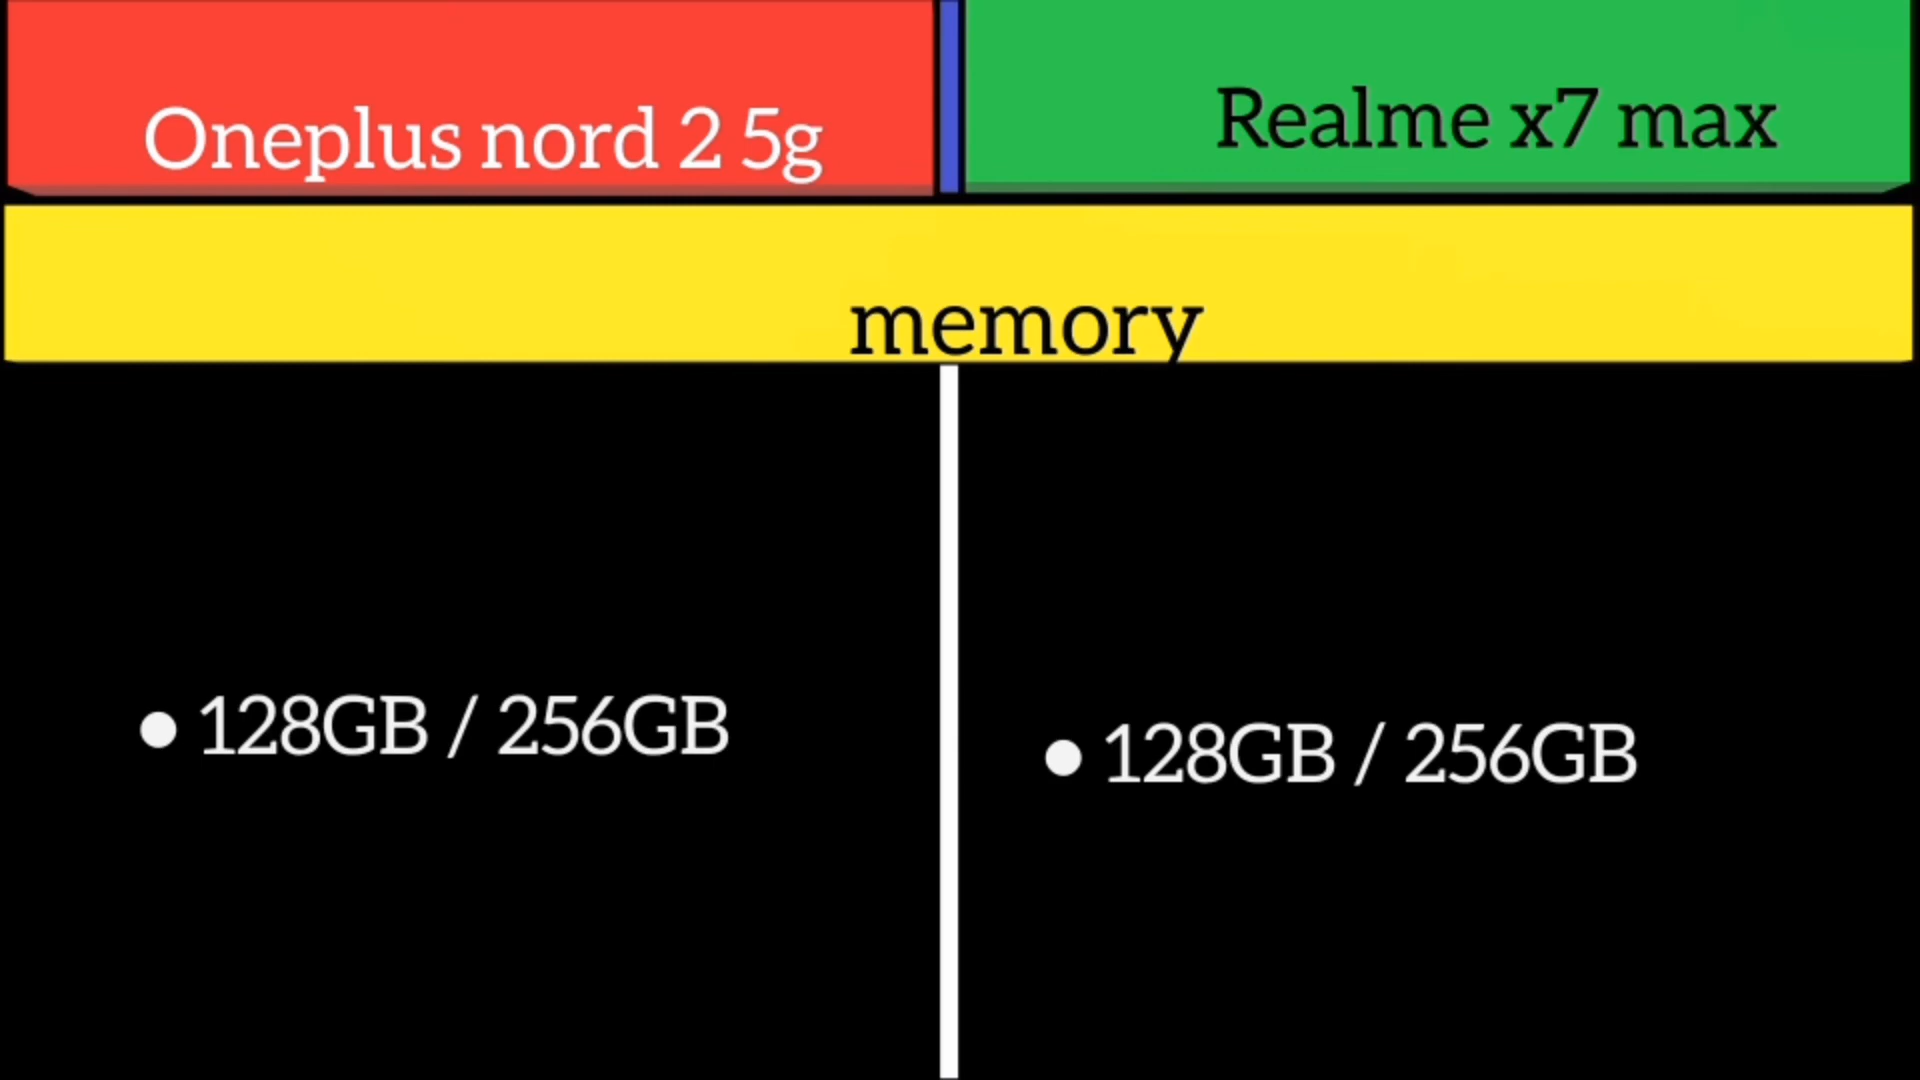 Oneplus nord 2 5g
Realme x7 max
memory
● 128GB / 256GB
● 128GB / 256GB